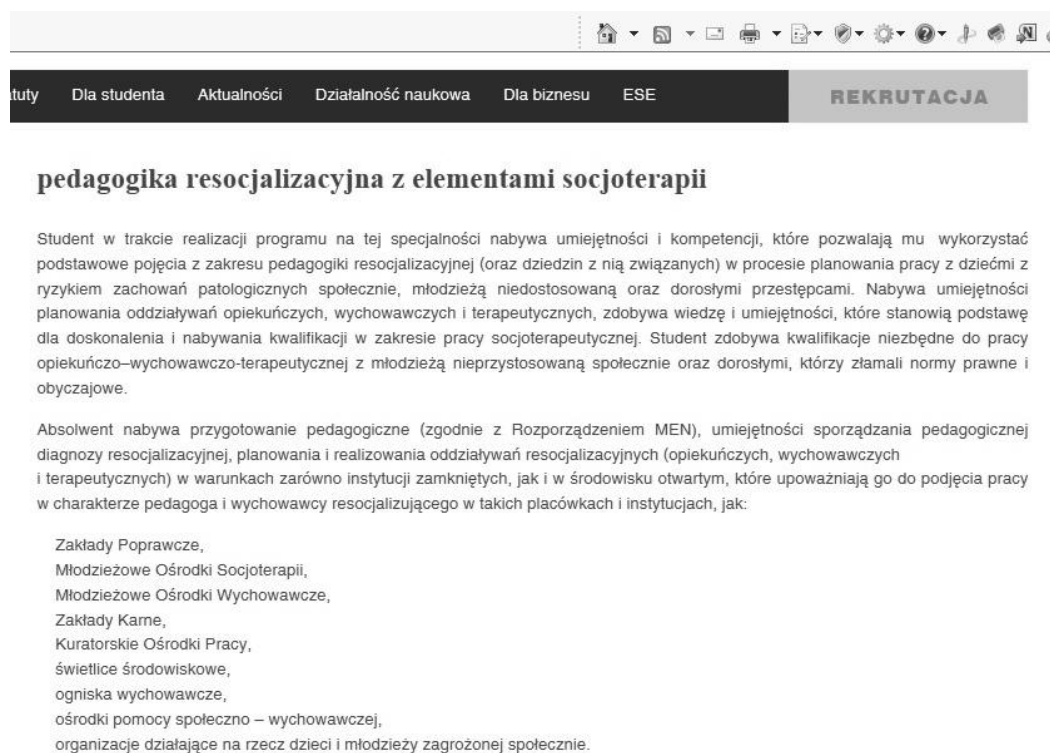 Dla studenta Aktualności Działalność naukowa Dla biznesu ESE REKRUTACJA
pedagogika resocjalizacyjna z elementami socjoterapii
Student w trakcie realizacji programu na tej specjalności nabywa umiejętności i kompetencji, które pozwalają mu wykorzystać
podstawowe pojęcia z zakresu pedagogiki resocjalizacyjnej (oraz dziedzin z nią związanych) w procesie planowania pracy z dziećmi z
ryzykiem zachowań patologicznych społecznie, młodzieżą niedostosowaną oraz dorosłymi przestępcami. Nabywa umiejętności
planowania oddziaływań opiekuńczych, wychowawczych i terapeutycznych, zdobywa wiedzę i umiejętności, które stanowią podstawę
dla doskonalenia i nabywania kwalifikacji w zakresie pracy socjoterapeutycznej. Student zdobywa kwalifikacje niezbędne do pracy
opiekuńczo–wychowawczo-terapeutycznej z młodzieżą nieprzystosowaną społecznie oraz dorosłymi, którzy złamali normy prawne i
obyczajowe.
Absolwent nabywa przygotowanie pedagogiczne (zgodnie z Rozporządzeniem MEN), umiejętności sporządzania pedagogicznej
diagnozy resocjalizacyjnej, planowania i realizowania oddziaływań resocjalizacyjnych (opiekuńczych, wychowawczych
i terapeutycznych) w warunkach zarówno instytucji zamkniętych, jak i w środowisku otwartym, które upoważniają go do podjęcia pracy
w charakterze pedagoga i wychowawcy resocjalizującego w takich placówkach i instytucjach, jak:
Zakłady Poprawcze,
Młodzieżowe Ośrodki Socjoterapii,
Młodzieżowe Ośrodki Wychowawcze,
Zakłady Karne,
Kuratorskie Ośrodki Pracy,
świetlice środowiskowe,
ogniska wychowawcze,
ośrodki pomocy społeczno – wychowawczej,
organizacje działające na rzecz dzieci i młodzieży zagrożonej społecznie.